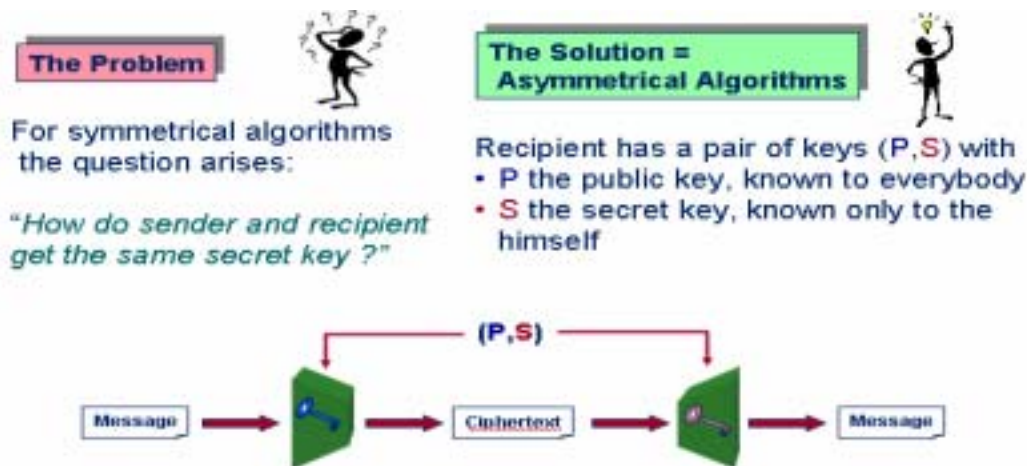 The Problem
For symmetrical algorithms
the question arises:
"How do sender and recipient
get the same secret key ?"
The Solution =
Asymmetrical Algorithms
Recipient has a pair of keys (P,S) with
• P the public key, known to everybody
• S the secret key, known only to the
himself
(P,S)
Message
Ciphertext
Message